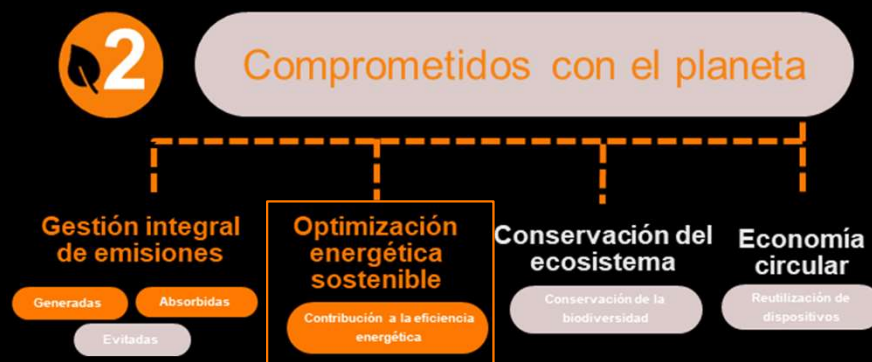 2
Comprometidos con el planeta
Gestión integral
de emisiones
Generadas
Absorbidas
Evitadas
Optimización
energética
sostenible
Contribución a la eficiencia
energética
Conservación del
ecosistema
Conservación de la
biodiversidad
Economía
circular
Reutilización de
dispositivos